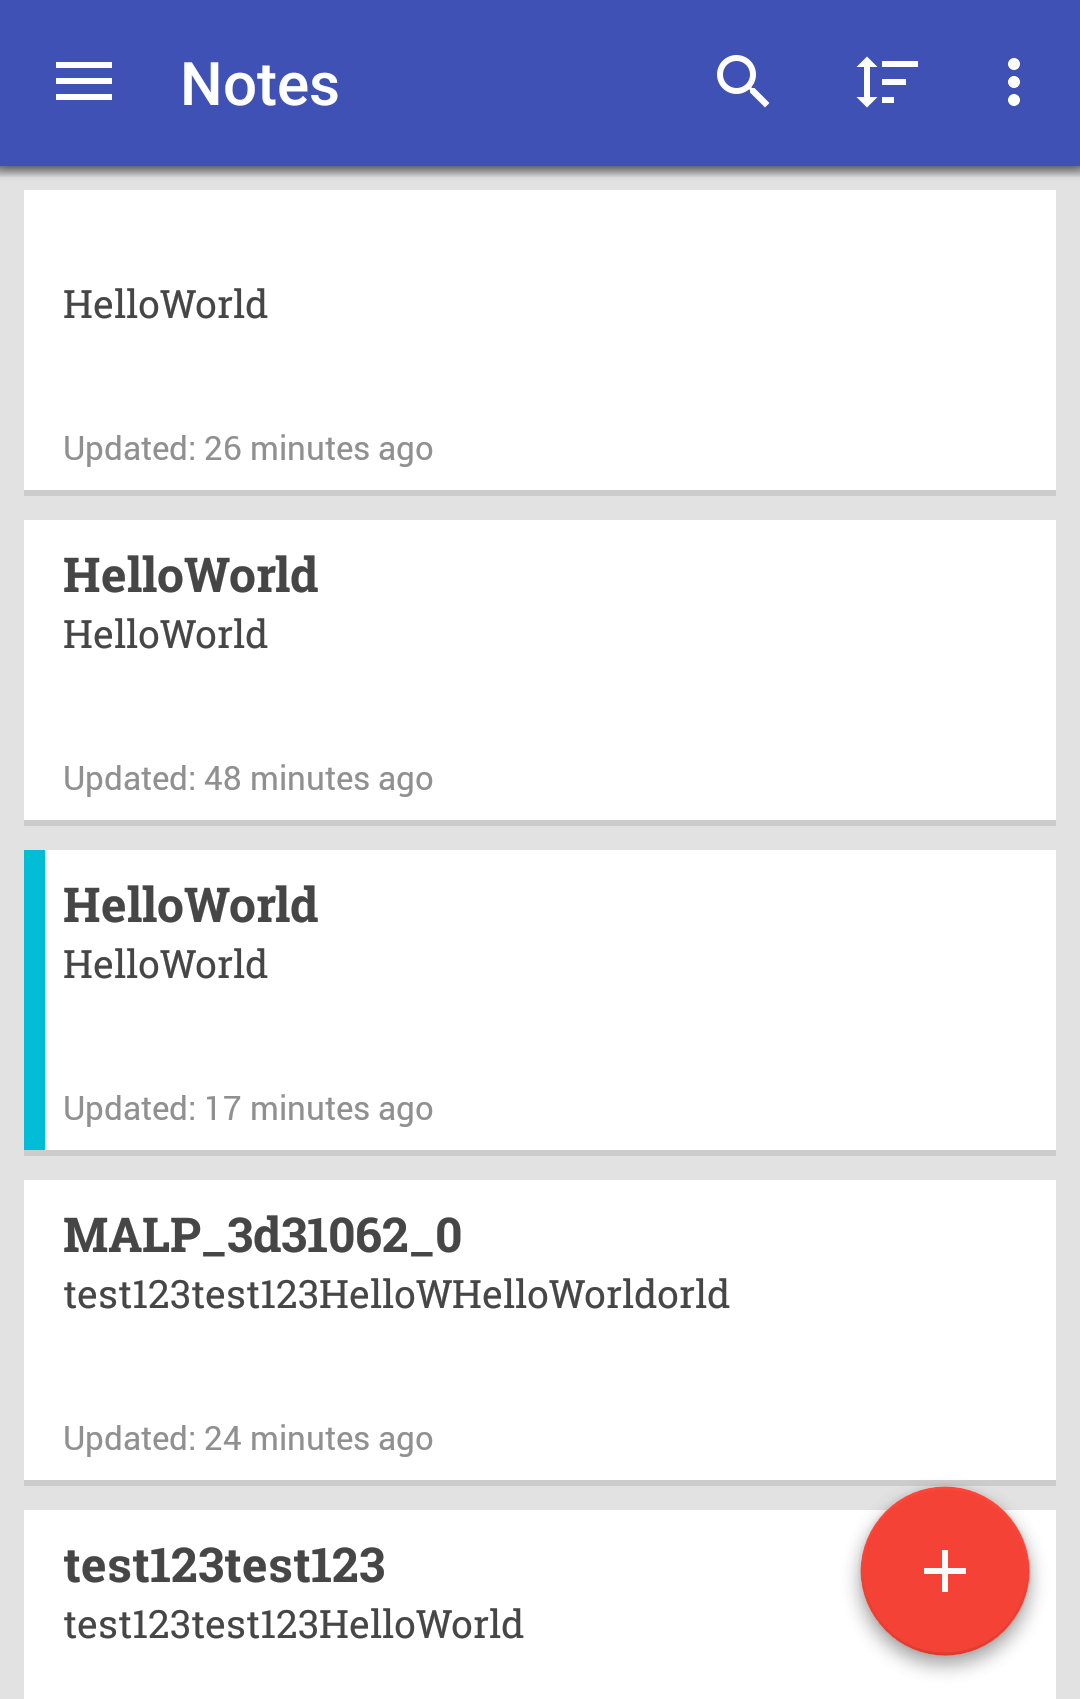 Notes
HelloWorld
Updated: 26 minutes ago
HelloWorld
HelloWorld
Updated: 48 minutes ago
HelloWorld
HelloWorld
Updated: 17 minutes ago
MALP_3d31062_0
test123test123HelloWHelloWorldorld
Updated: 24 minutes ago
test123test123
test123test123HelloWorld